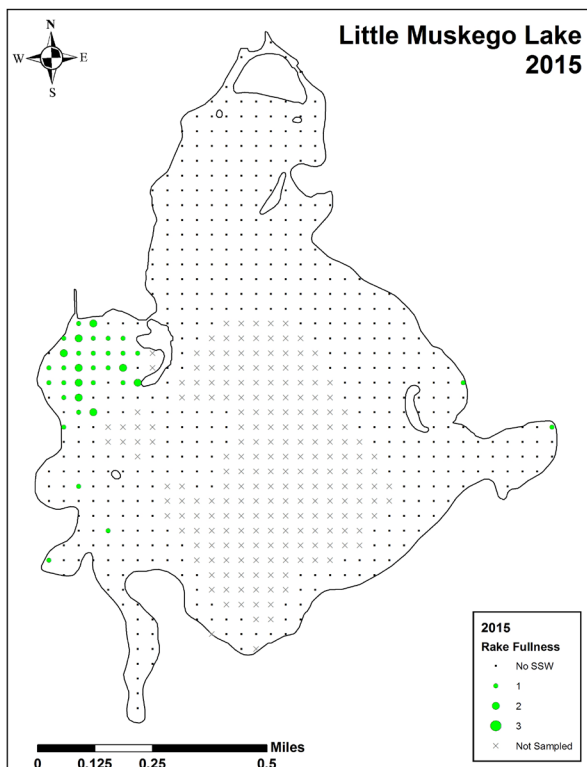 Little Muskego Lake
2015
N
W
E
S
2015
Rake Fullness
No SSW
1
2
3
Not Sampled
Miles
0 0.125 0.25 0.5